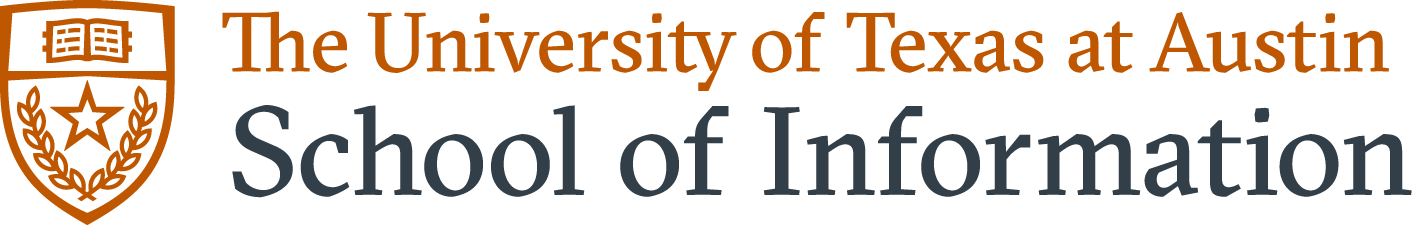 The University of Texas at Austin
School of Information